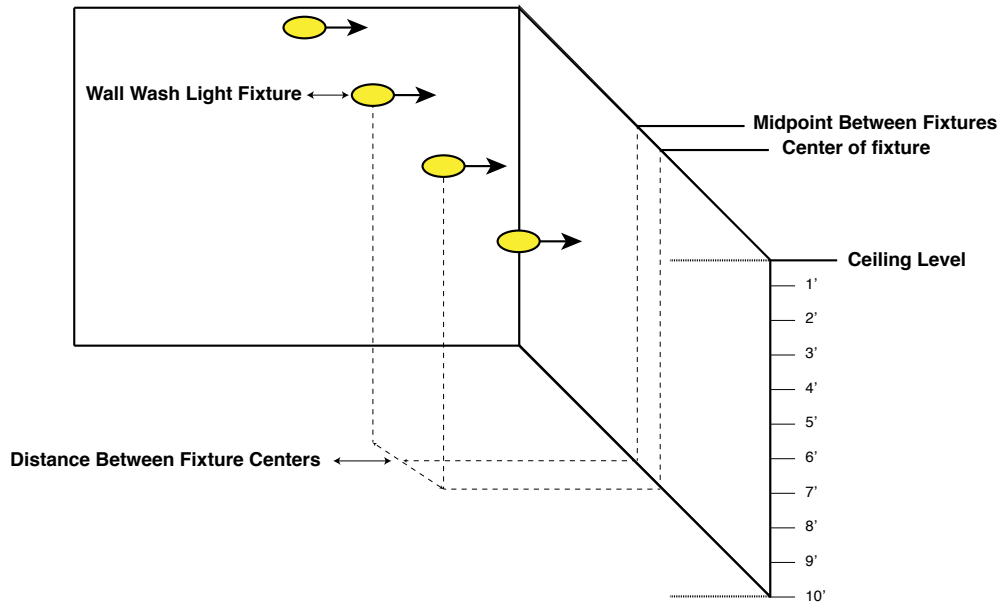 Wall Wash Light Fixture
Midpoint Between Fixtures
Center of fixture
Ceiling Level
1'
2'
3'
4'
5'
6'
Distance Between Fixture Centers
7'
8'
9'
10'